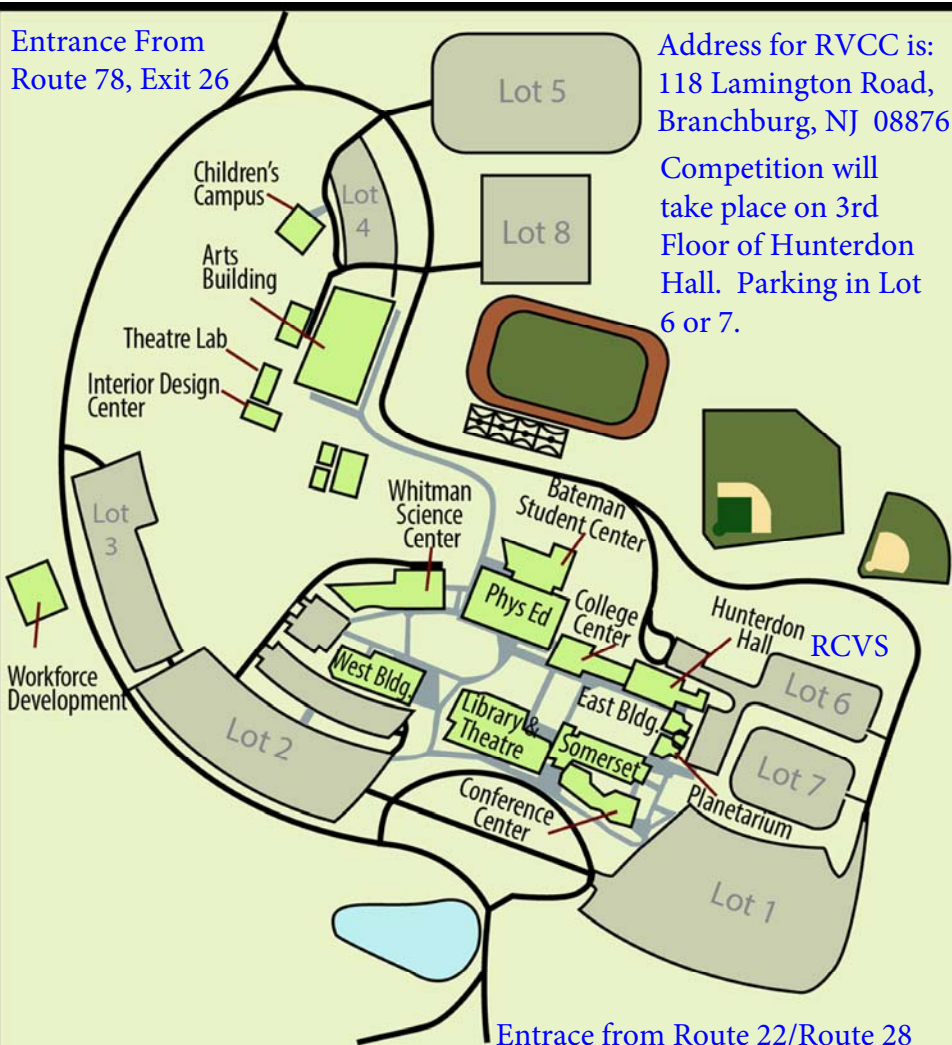 Entrance From
Route 78, Exit 26
Address for RVCC is:
118 Lamington Road,
Branchburg, NJ  08876
Competition will
take place on 3rd
Floor of Hunterdon
Hall.  Parking in Lot
6 or 7.
Lot 5
Children's
Campus
Lot
4
Lot 8
Arts
Building
Theatre Lab
Interior Design
Center
Lot
3
Whitman
Science
Center
Bateman
Student Center
Phys Ed
College
Center
Hunterdon
Hall
RCVS
Workforce
Development
West Bldg.
Library &
Theatre
East Bldg.
Somerset
Lot 6
Lot 2
Lot 7
Conference
Center
Planetarium
Lot 1
Entrace from Route 22/Route 28